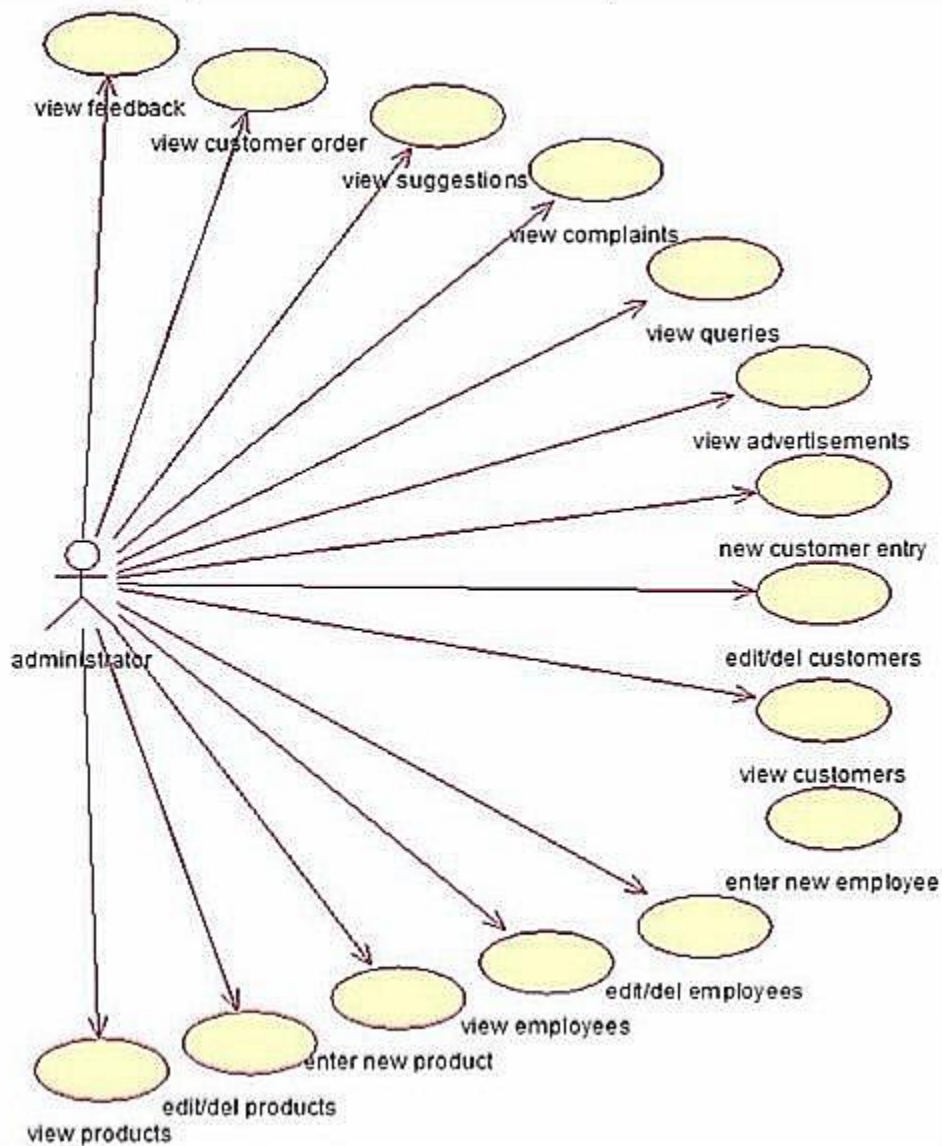 view feedback
view customer order
view suggestions
view complaints
view queries
view advertisements
new customer entry
administrator
edit/del customers
view customers
enter new employee
edit/del employees
view employees
enter new product
edit/del products
view products